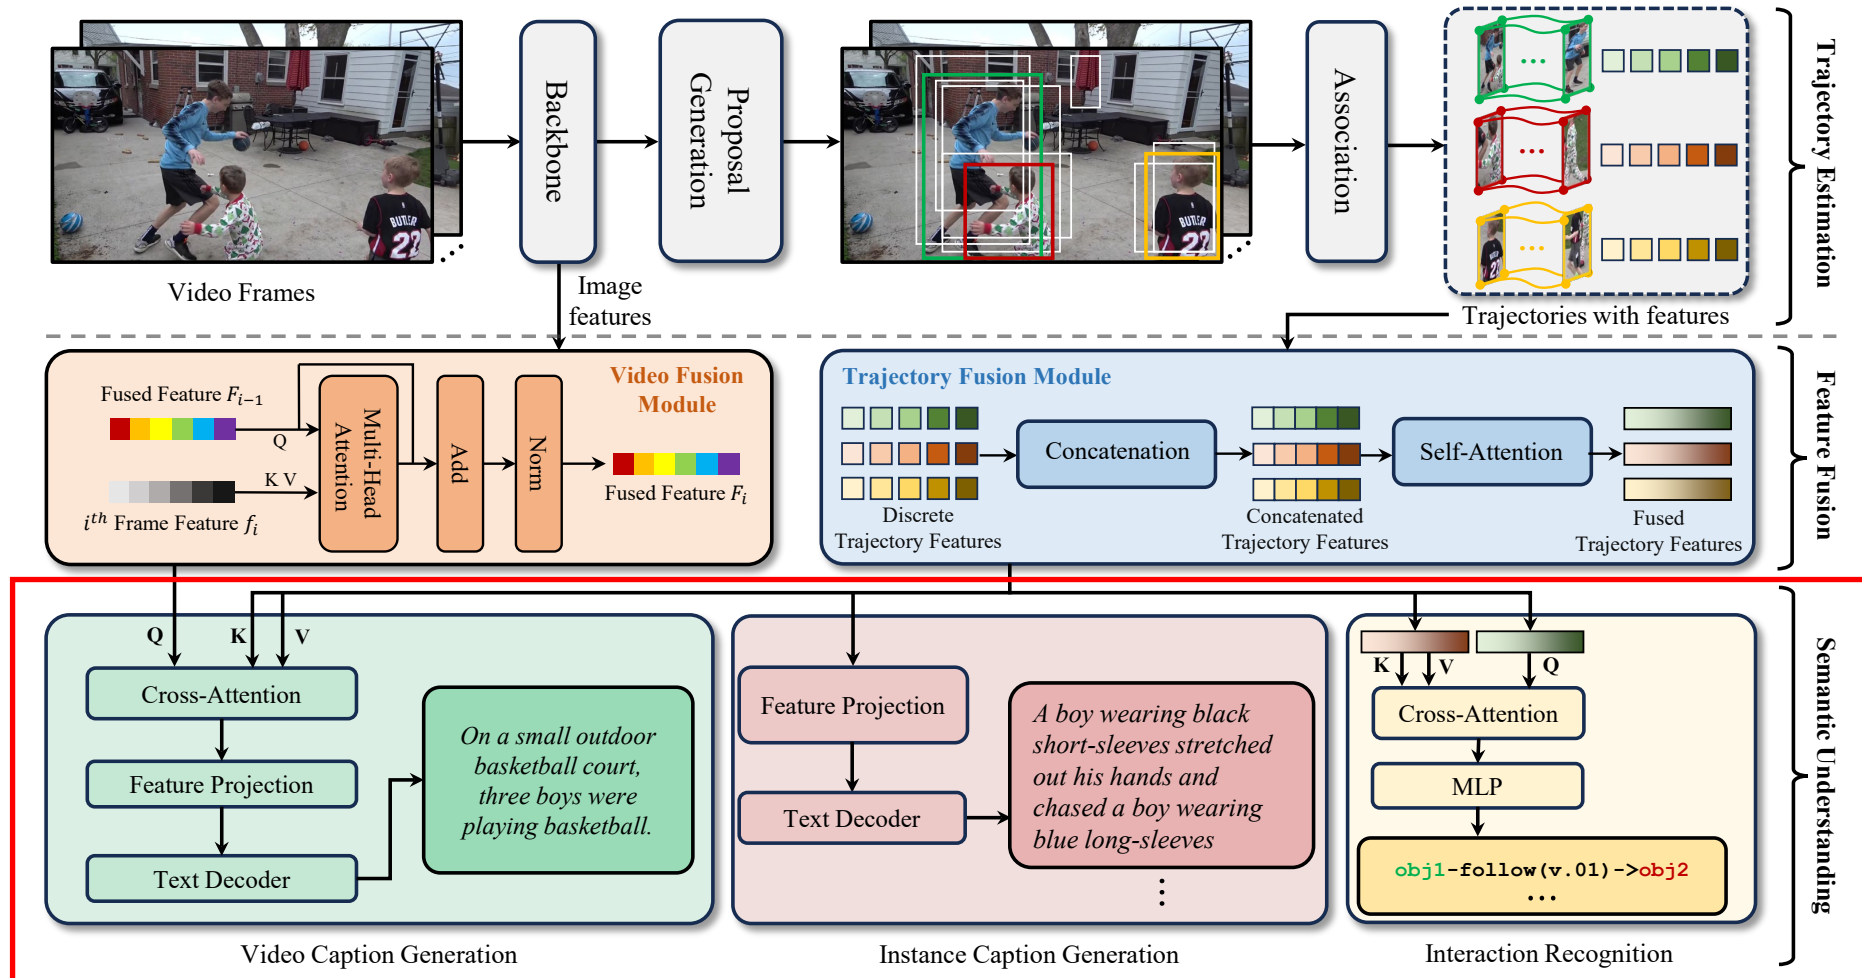 Video Frames
Backbone
Proposal
Generation
BUTLER
22
Association
Trajectory Estimation
Image
features
Trajectories with features
Video Fusion
Module
Fused Feature F_{i-1}
Q
K V
i^{th} Frame Feature f_i
Multi-Head
Attention
Add
Norm
Fused Feature F_i
Trajectory Fusion Module
Discrete
Trajectory Features
Concatenation
Concatenated
Trajectory Features
Self-Attention
Fused
Trajectory Features
Feature Fusion
Q K V
Cross-Attention
Feature Projection
Text Decoder
On a small outdoor
basketball court,
three boys were
playing basketball.
Video Caption Generation
Feature Projection
Text Decoder
A boy wearing black
short-sleeves stretched
out his hands and
chased a boy wearing
blue long-sleeves
Instance Caption Generation
K V Q
Cross-Attention
MLP
obj1-follow(v.01)->obj2
Interaction Recognition
Semantic Understanding